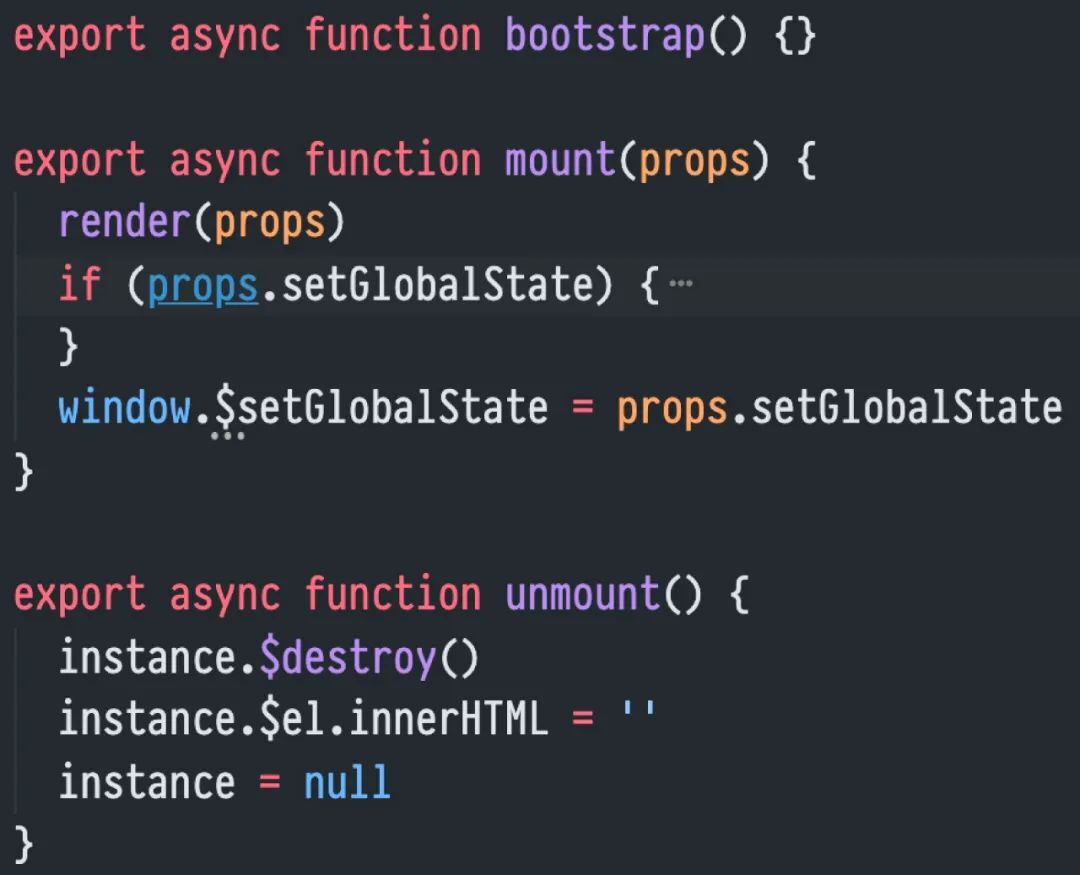 export async function bootstrap() {}
export async function mount(props) {
render(props)
if (props.setGlobalState) {···
}
window.$setGlobalState = props.setGlobalState
}
export async function unmount() {
instance.$destroy()
instance.$el.innerHTML = ''
instance = null
}